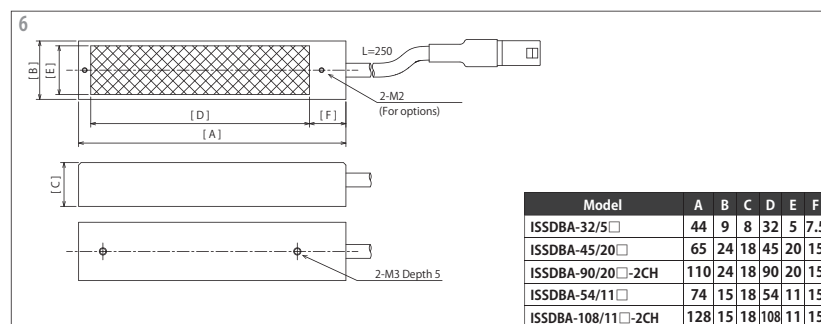 6
[ B ]
[ E ]
L=250
2-M2
(For options)
[ D ]
[ F ]
[ A ]
[ C ]
2-M3 Depth 5
Model A B C D E F
ISSDBA-32/5□ 44 9 8 32 5 7.5
ISSDBA-45/20□ 65 24 18 45 20 15
ISSDBA-90/20□-2CH 110 24 18 90 20 15
ISSDBA-54/11□ 74 15 18 54 11 15
ISSDBA-108/11□-2CH 128 15 18 108 11 15